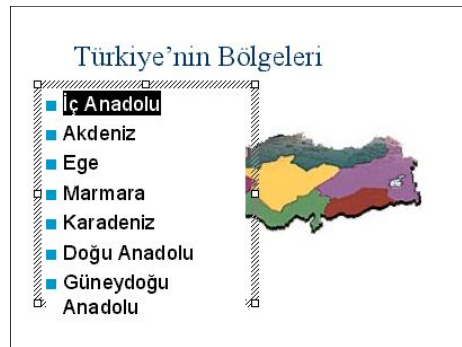 Türkiye’nin Bölgeleri
İç Anadolu
Akdeniz
Ege
Marmara
Karadeniz
Doğu Anadolu
Güneydoğu
Anadolu